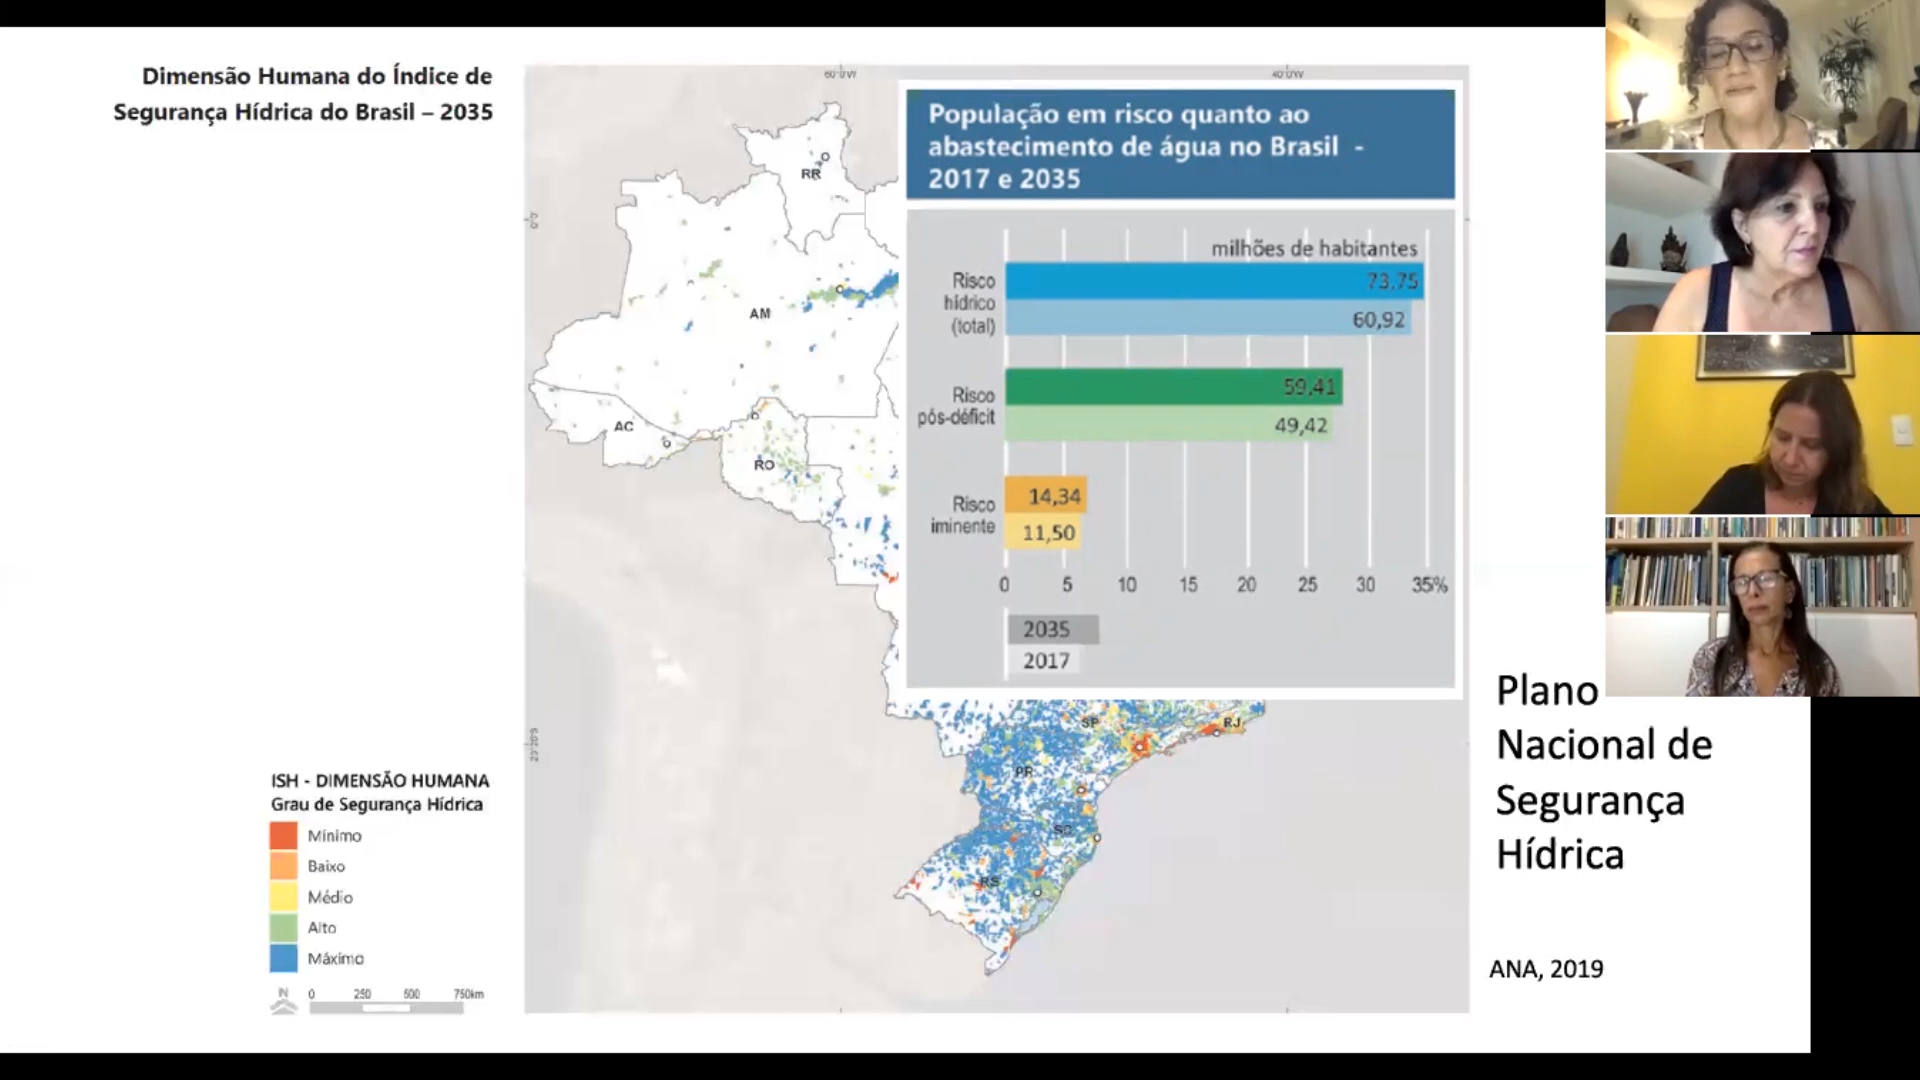 Dimensão Humana do Índice de
Segurança Hídrica do Brasil – 2035
60°0'W
40°0'W
População em risco quanto ao
abastecimento de água no Brasil -
2017 e 2035
milhões de habitantes
Risco
hídrico
(total)
73,75
60,92
Risco
pós-déficit
59,41
49,42
Risco
iminente
14,34
11,50
0 5 10 15 20 25 30 35%
2035
2017
RR
AM
AC
RO
SP
RJ
PR
SC
RS
ISH - DIMENSÃO HUMANA
Grau de Segurança Hídrica
Mínimo
Baixo
Médio
Alto
Máximo
N
0 250 500 750km
Plano
Nacional de
Segurança
Hídrica
ANA, 2019